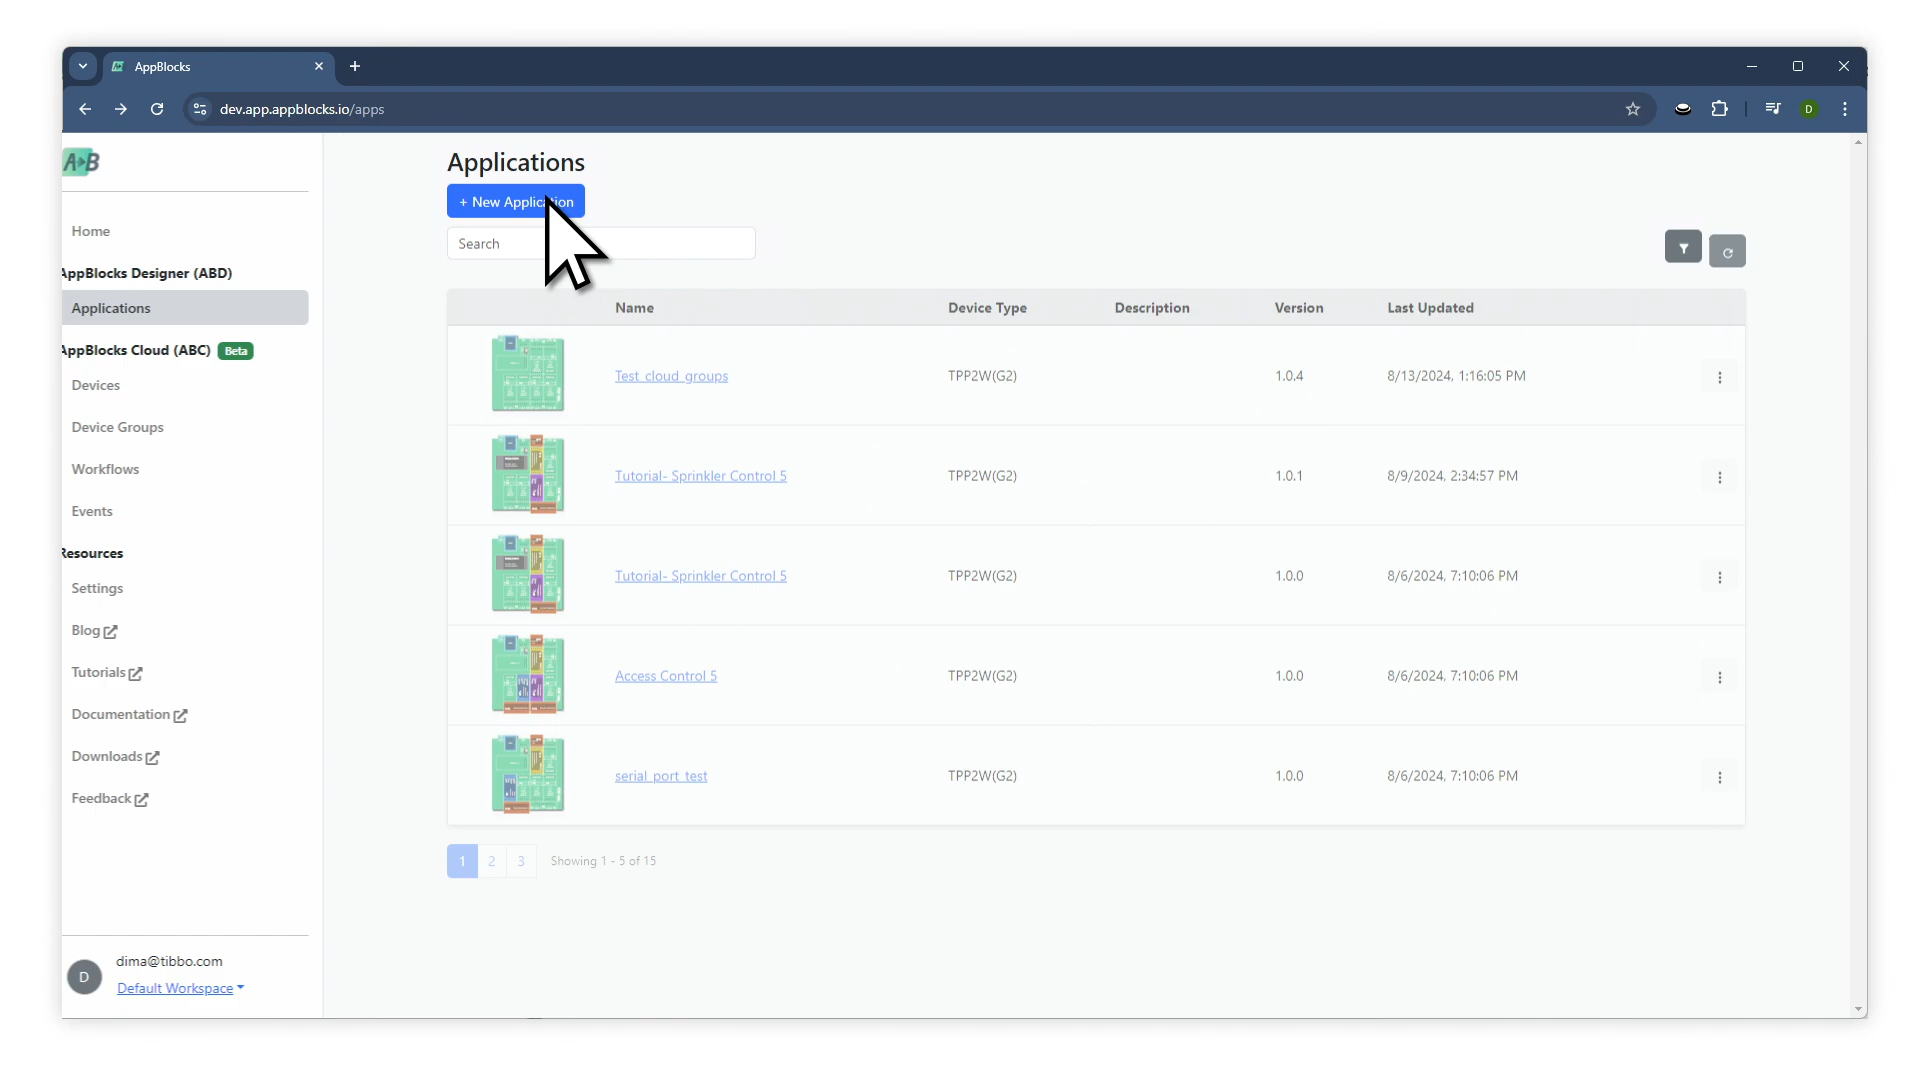 AppBlocks
dev.app.appblocks.io/apps
D
A B
Home
AppBlocks Designer (ABD)
Applications
AppBlocks Cloud (ABC) Beta
Devices
Device Groups
Workflows
Events
Resources
Settings
Blog
Tutorials
Documentation
Downloads
Feedback
D
dima@tibbo.com
Default Workspace
Applications
+ New Application
Search
Name Device Type Description Version Last Updated
Test_cloud_groups TPP2W(G2) 1.0.4 8/13/2024, 1:16:05 PM
Tutorial- Sprinkler Control 5 TPP2W(G2) 1.0.1 8/9/2024, 2:34:57 PM
Tutorial- Sprinkler Control 5 TPP2W(G2) 1.0.0 8/6/2024, 7:10:06 PM
Access Control 5 TPP2W(G2) 1.0.0 8/6/2024, 7:10:06 PM
serial_port_test TPP2W(G2) 1.0.0 8/6/2024, 7:10:06 PM
1 2 3 Showing 1 - 5 of 15